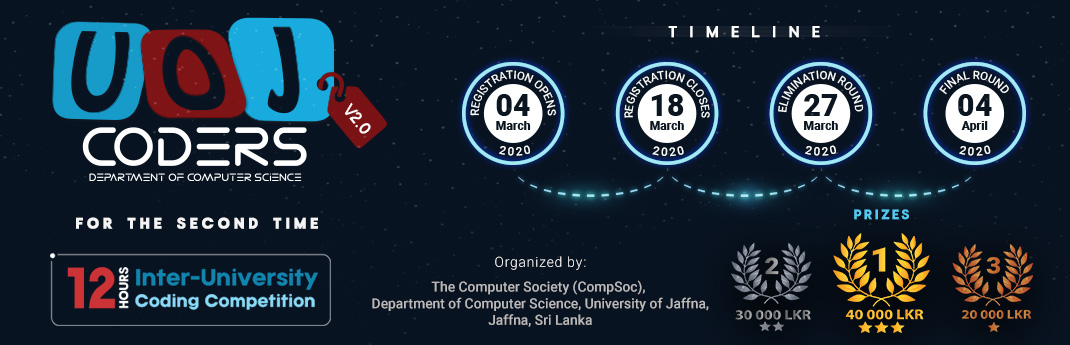 UOJ
V2.0
CODERS
DEPARTMENT OF COMPUTER SCIENCE
FOR THE SECOND TIME
12 HOURS
Inter-University
Coding Competition
TIMELINE
REGISTRATION OPENS
04
March
2020
REGISTRATION CLOSES
18
March
2020
ELIMINATION ROUND
27
March
2020
FINAL ROUND
04
April
2020
Organized by:
The Computer Society (CompSoc),
Department of Computer Science, University of Jaffna,
Jaffna, Sri Lanka
PRIZES
2
30 000 LKR
1
40 000 LKR
3
20 000 LKR